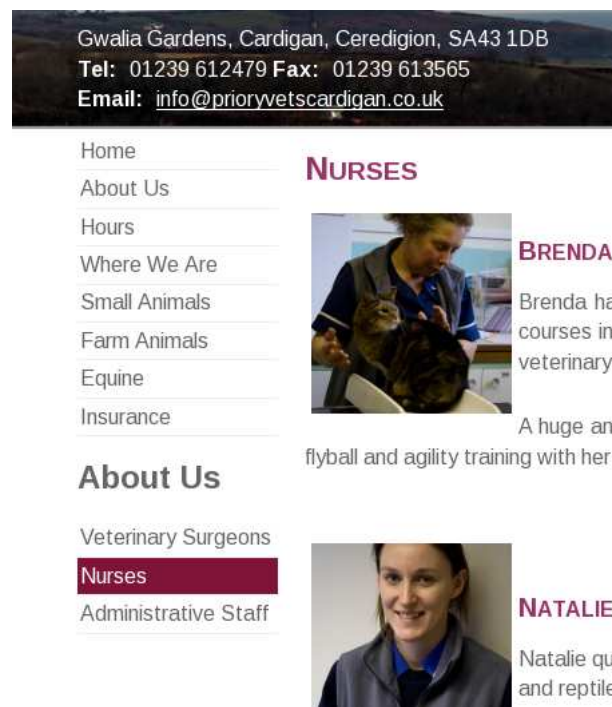 Gwalia Gardens, Cardigan, Ceredigion, SA43 1DB
Tel: 01239 612479 Fax: 01239 613565
Email: info@prioryvetscardigan.co.uk
Home
About Us
Hours
Where We Are
Small Animals
Farm Animals
Equine
Insurance
About Us
Veterinary Surgeons
Nurses
Administrative Staff
NURSES
BRENDA
Brenda ha
courses in
veterinary
A huge an
flyball and agility training with her
NATALIE
Natalie qu
and reptile